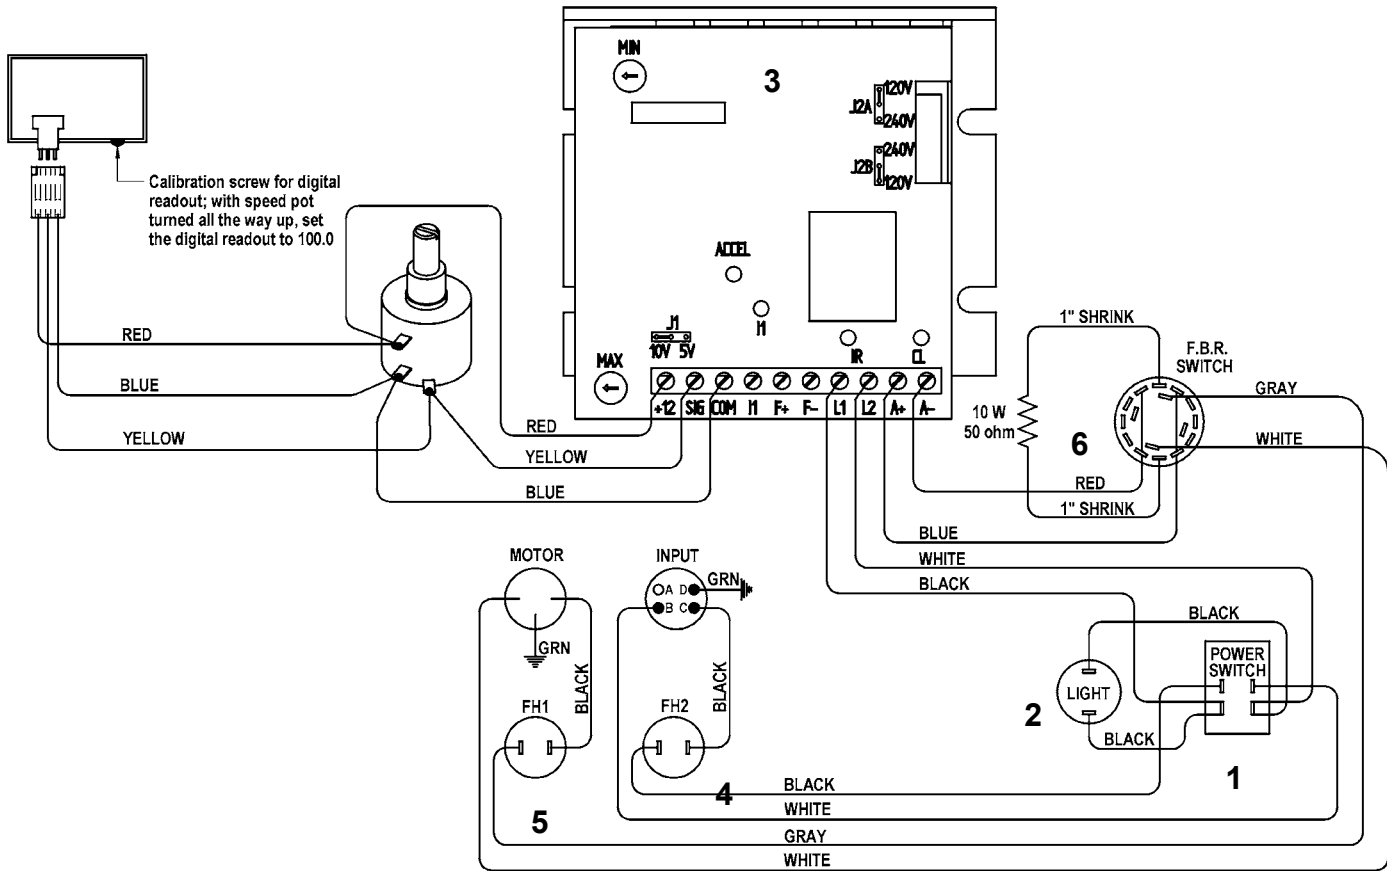 MIN
3
120V
J2A
240V
240V
J2B
120V
Calibration screw for digital
readout; with speed pot
turned all the way up, set
the digital readout to 100.0
ACCEL
I1
J1
10V 5V
IR
CL
MAX
+12 SIG COM I1 F+ F- L1 L2 A+ A-
RED
BLUE
YELLOW
RED
YELLOW
BLUE
1" SHRINK
F.B.R.
SWITCH
GRAY
10 W
50 ohm
6
WHITE
RED
1" SHRINK
BLUE
WHITE
BLACK
MOTOR
GRN
BLACK
INPUT
A D
B C
GRN
BLACK
FH1
FH2
BLACK
POWER
SWITCH
LIGHT
2
BLACK
1
4
5
BLACK
WHITE
GRAY
WHITE